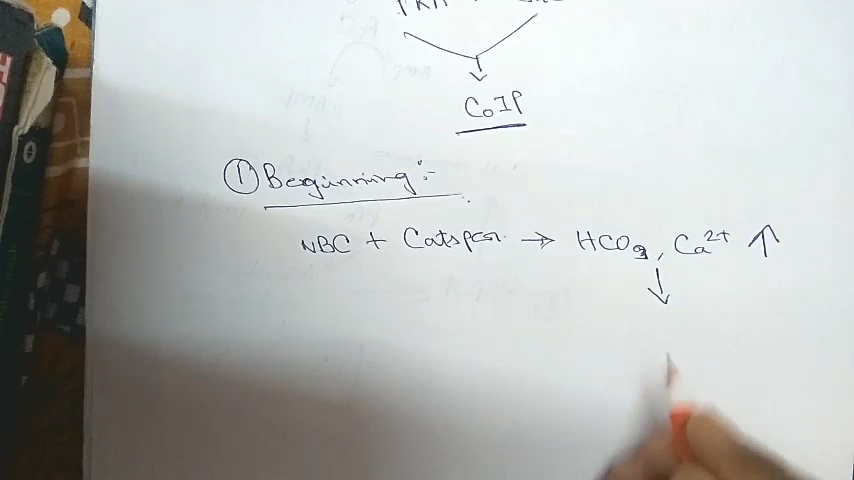 CoIP
① Beginning :-
NBC + Catsper → HCO3, Ca2+ ↑
↓